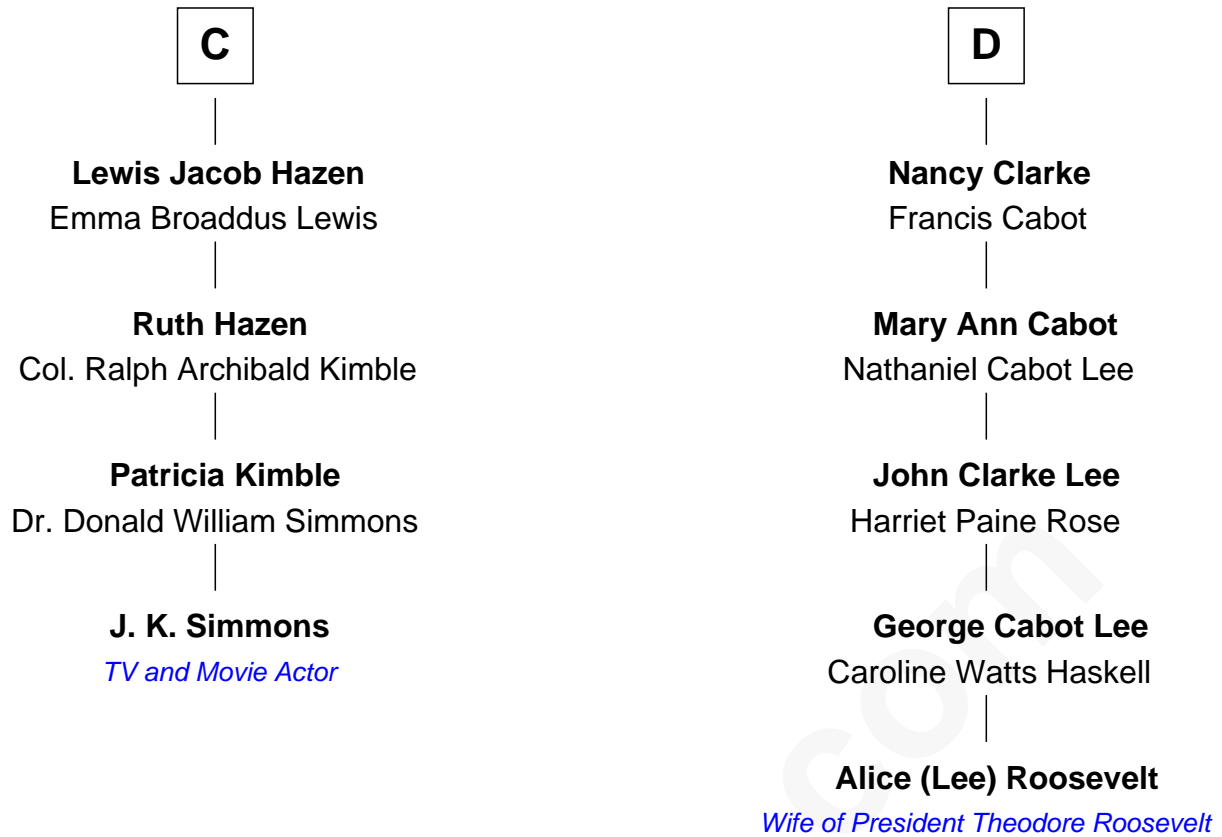 C
Lewis Jacob Hazen
Emma Broaddus Lewis
Ruth Hazen
Col. Ralph Archibald Kimble
Patricia Kimble
Dr. Donald William Simmons
J. K. Simmons
TV and Movie Actor
D
Nancy Clarke
Francis Cabot
Mary Ann Cabot
Nathaniel Cabot Lee
John Clarke Lee
Harriet Paine Rose
George Cabot Lee
Caroline Watts Haskell
Alice (Lee) Roosevelt
Wife of President Theodore Roosevelt
com